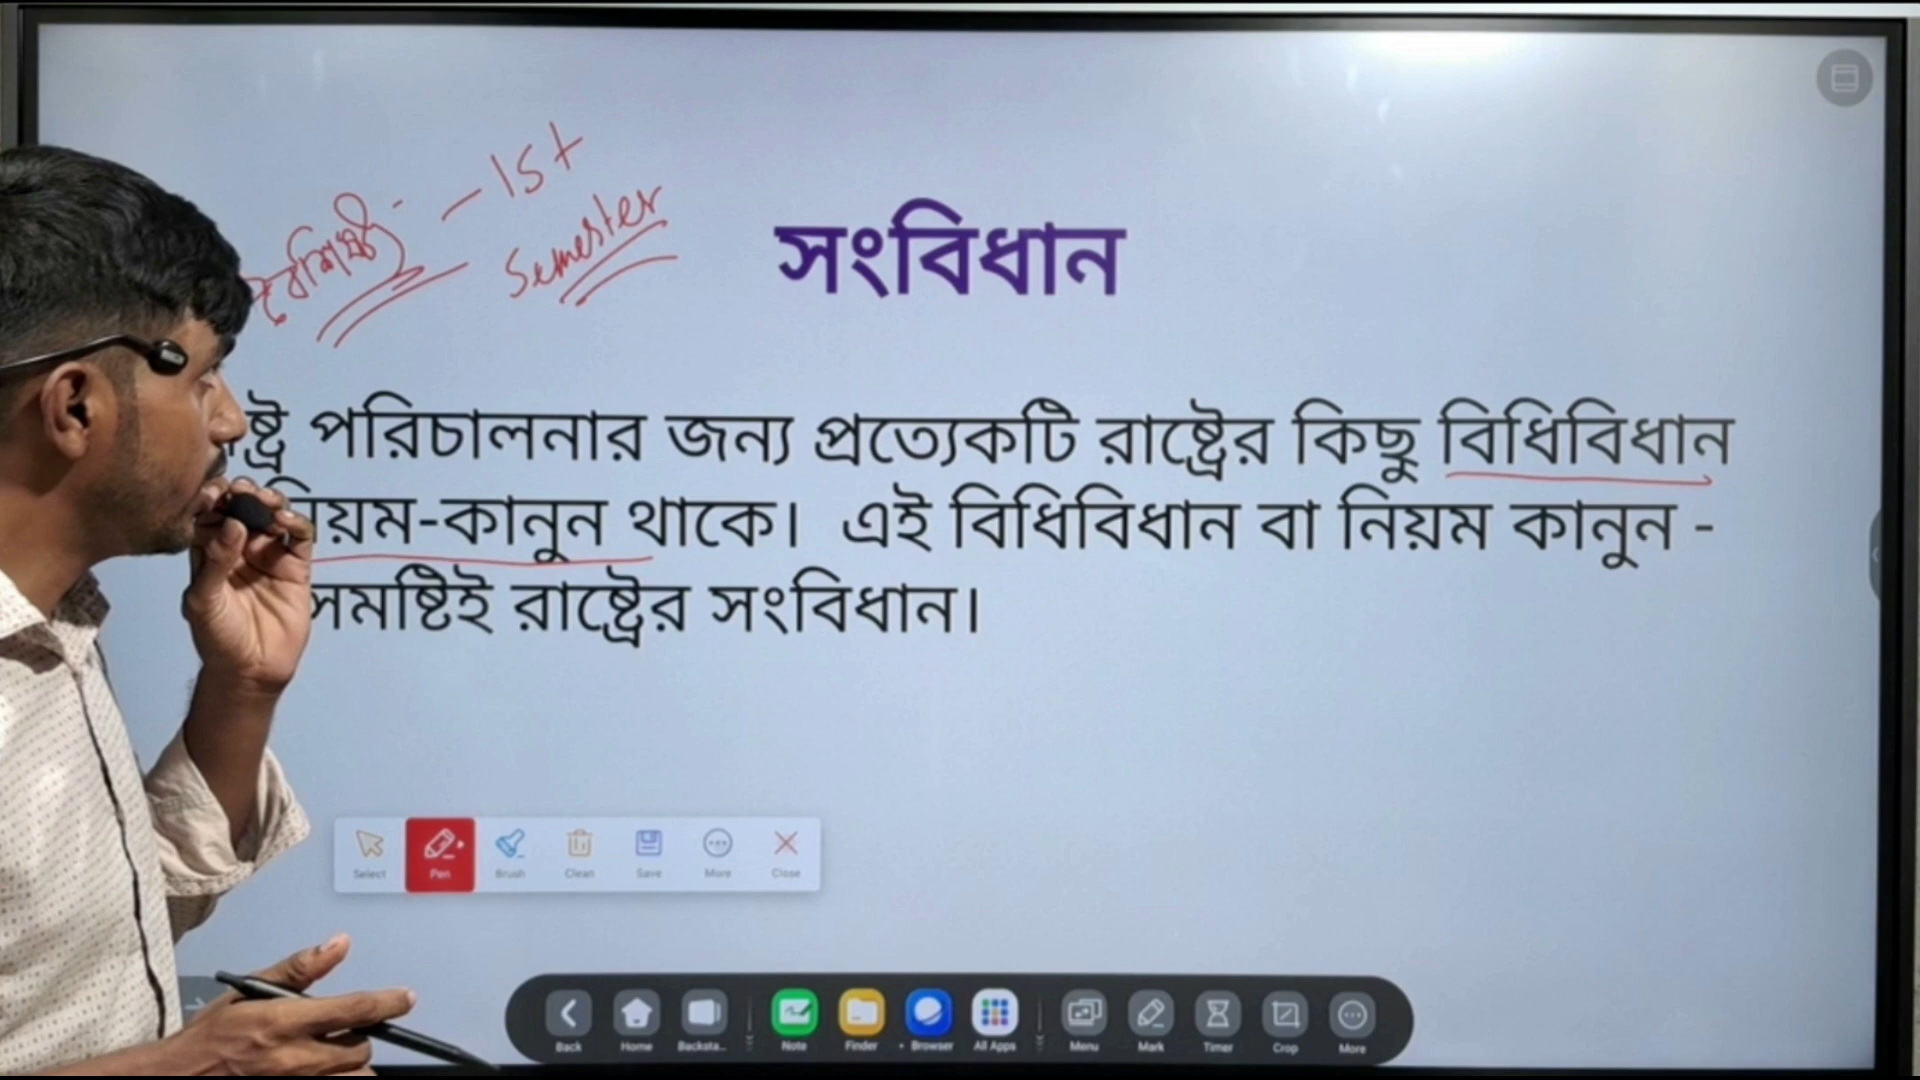 বৈশিষ্ট্য - 1st
Semester
সংবিধান
পরিচালনার জন্য প্রত্যেকটি রাষ্ট্রের কিছু বিধিবিধান
থাকে। এই বিধিবিধান বা নিয়ম কানুন -
সমষ্টিই রাষ্ট্রের সংবিধান।
Select Pen Brush Clean Save More Close
Back Home Backsta... Note Finder Browser All Apps Menu Mark Timer Crop More